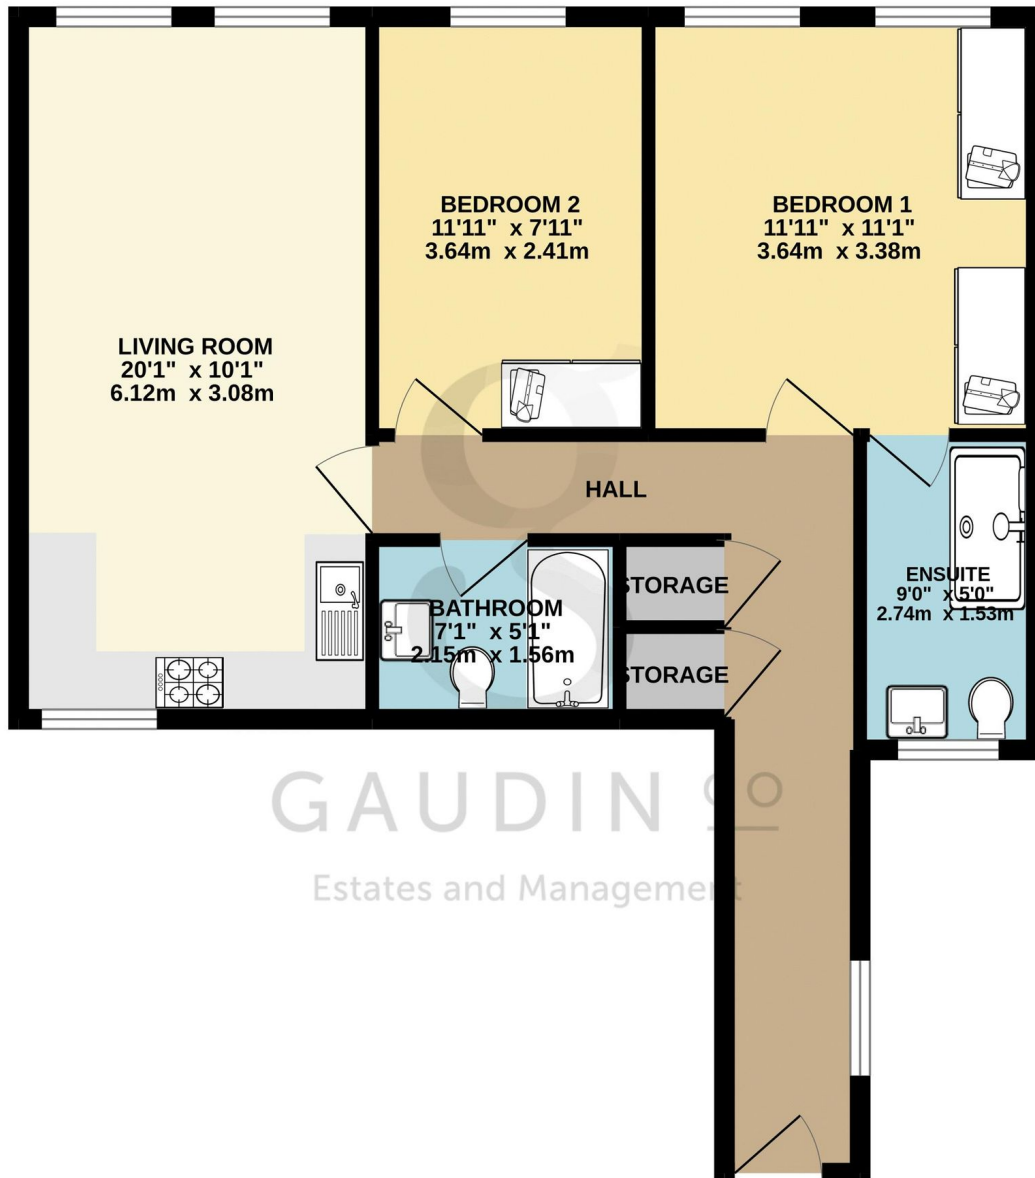 BEDROOM 2
11'11" x 7'11"
3.64m x 2.41m
BEDROOM 1
11'11" x 11'1"
3.64m x 3.38m
LIVING ROOM
20'1" x 10'1"
6.12m x 3.08m
HALL
BATHROOM
7'1" x 5'1"
2.15m x 1.56m
STORAGE
STORAGE
ENSUITE
9'0" x 5'0"
2.74m x 1.53m
g
s
GAUDIN CO
Estates and Management